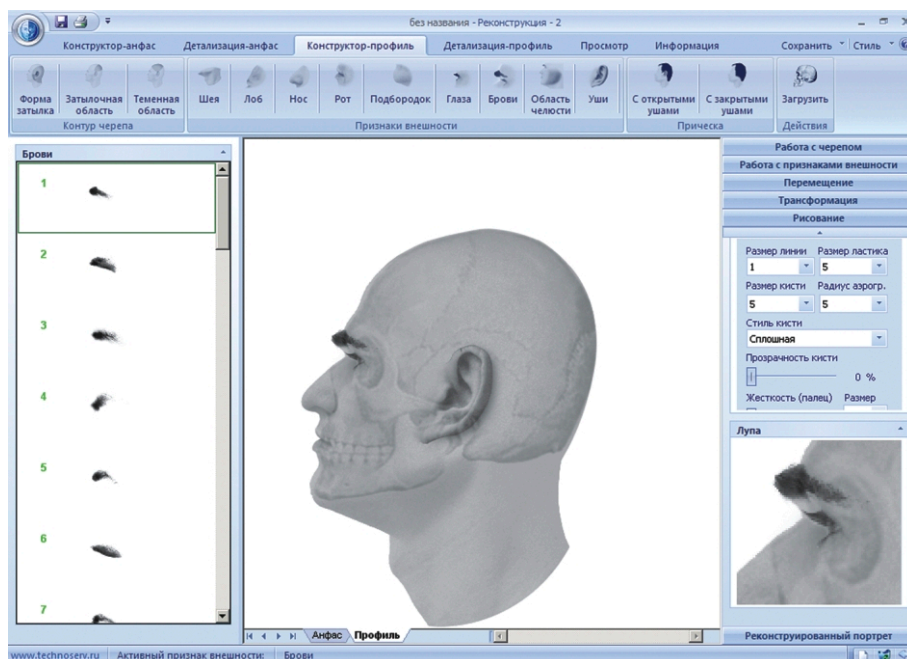 без названия - Реконструкция - 2
Конструктор-анфас Детализация-анфас Конструктор-профиль Детализация-профиль Просмотр Информация Сохранить Стиль
Форма затылка
Затылочная область
Теменная область
Шея Лоб Нос Рот Подбородок Глаза Брови
Область челюсти
Уши
С открытыми ушами
С закрытыми ушами
Загрузить
Контур черепа Признаки внешности Прическа Действия
Брови
1
2
3
4
5
6
7
Работа с черепом
Работа с признаками внешности
Перемещение
Трансформация
Рисование
Размер линии Размер ластика
1 5
Размер кисти Радиус аэрогр.
5 5
Стиль кисти
Сплошная
Прозрачность кисти
0 %
Жесткость (палец) Размер
Лупа
Реконструированный портрет
Анфас Профиль
www.technoserv.ru Активный признак внешности: Брови